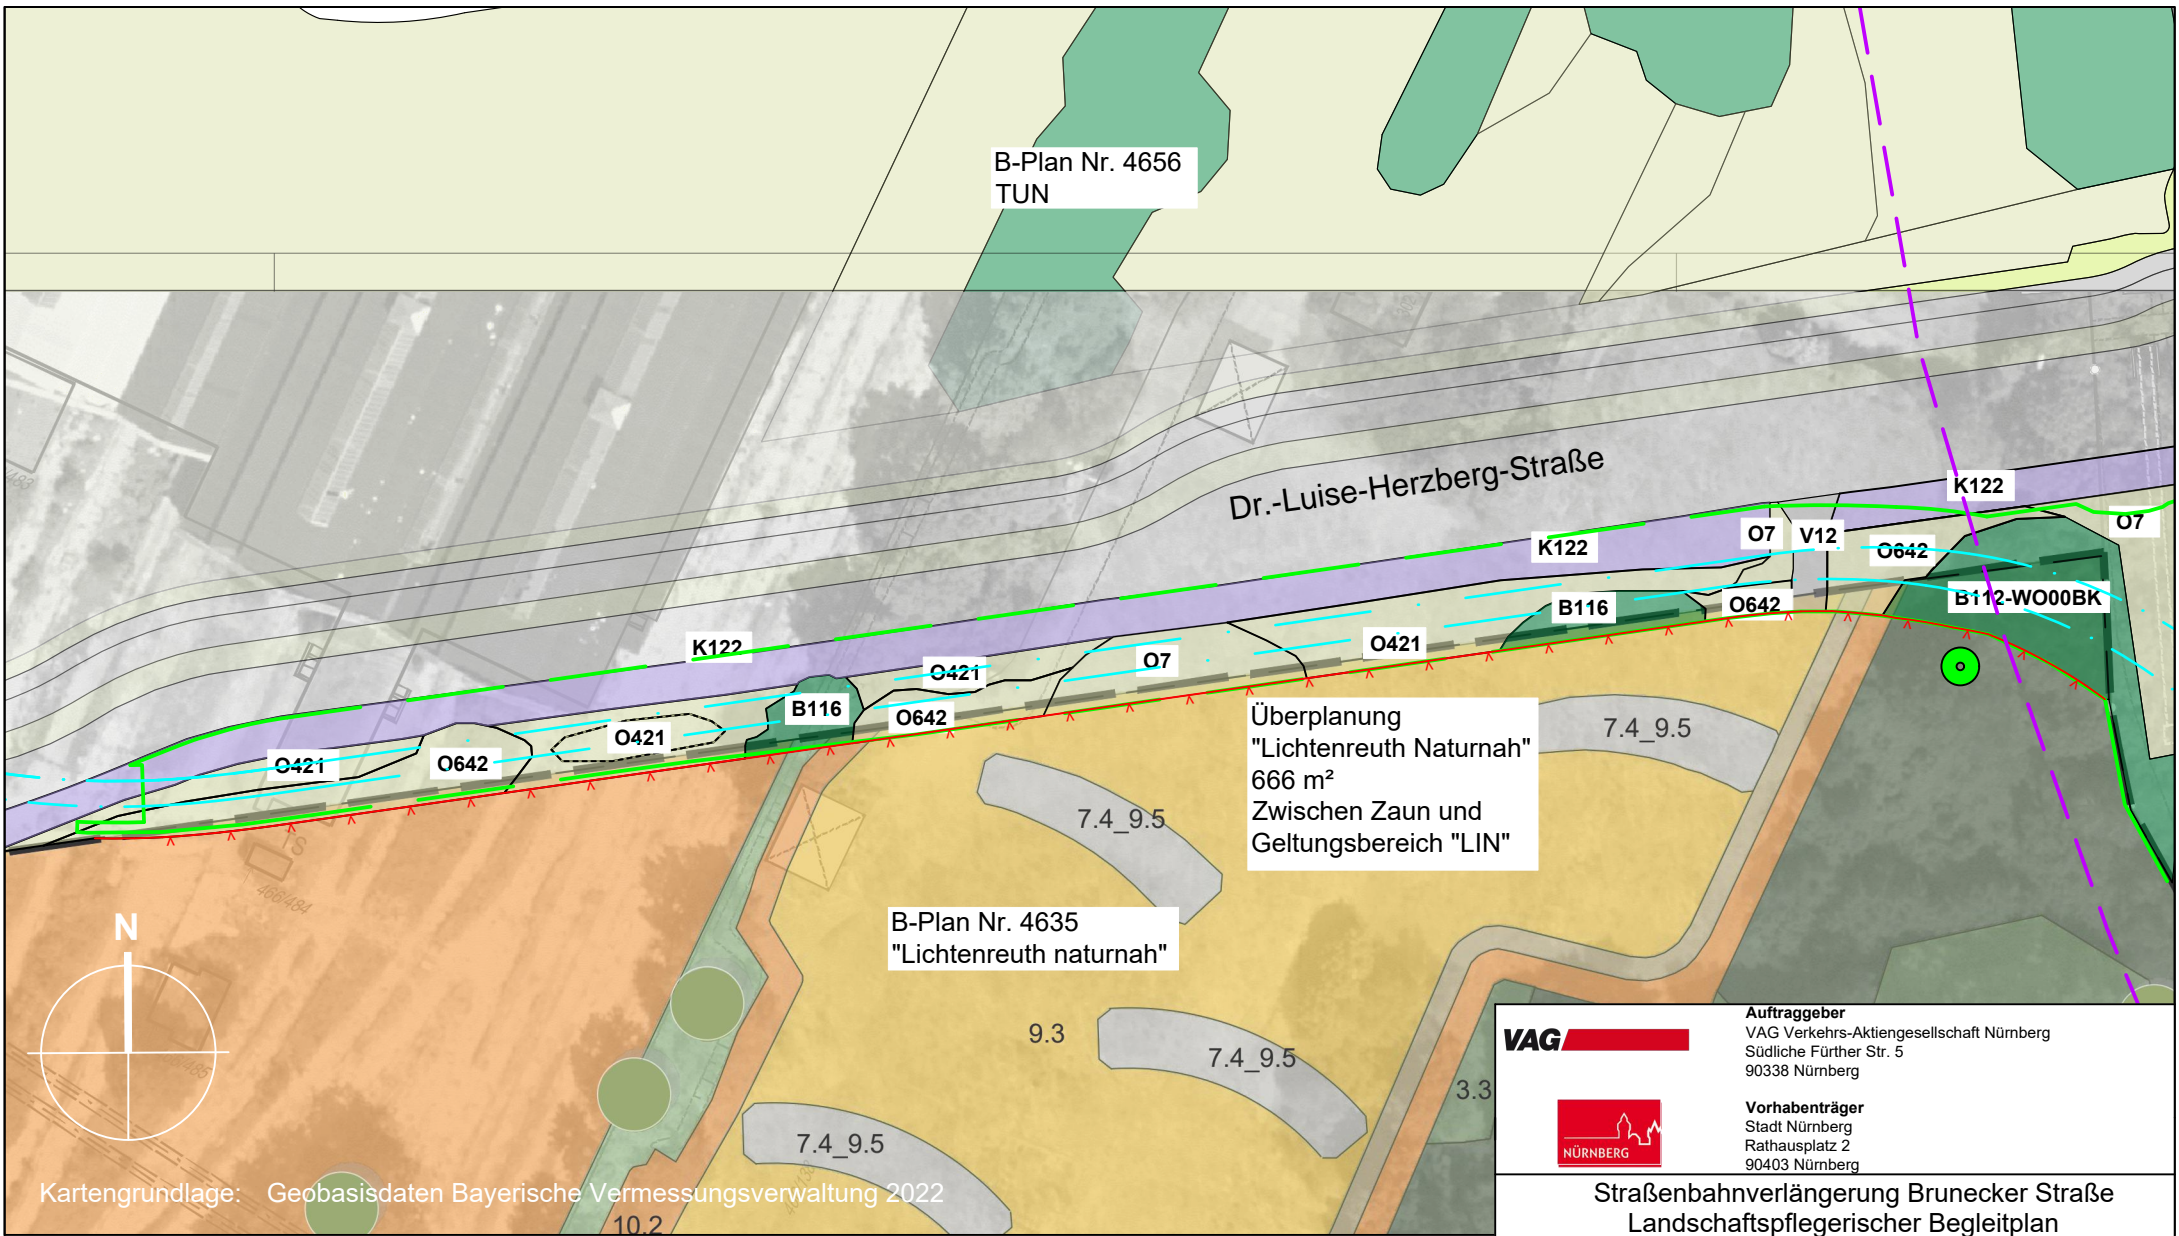 B-Plan Nr. 4656
TUN
Dr.-Luise-Herzberg-Straße
K122
O7
K122
O7
V12
O642
B112-WO00BK
K122
B116
O642
O421
O7
O421
O642
B116
O421
O642
O421
Überplanung
"Lichtenreuth Naturnah"
666 m²
Zwischen Zaun und
Geltungsbereich "LIN"
7.4_9.5
7.4_9.5
TS
466/484
B-Plan Nr. 4635
"Lichtenreuth naturnah"
N
9.3
7.4_9.5
3.3
7.4_9.5
10.2
Kartengrundlage: Geobasisdaten Bayerische Vermessungsverwaltung 2022
VAG
Auftraggeber
VAG Verkehrs-Aktiengesellschaft Nürnberg
Südliche Fürther Str. 5
90338 Nürnberg
NÜRNBERG
Vorhabenträger
Stadt Nürnberg
Rathausplatz 2
90403 Nürnberg
Straßenbahnverlängerung Brunecker Straße
Landschaftspflegerischer Begleitplan